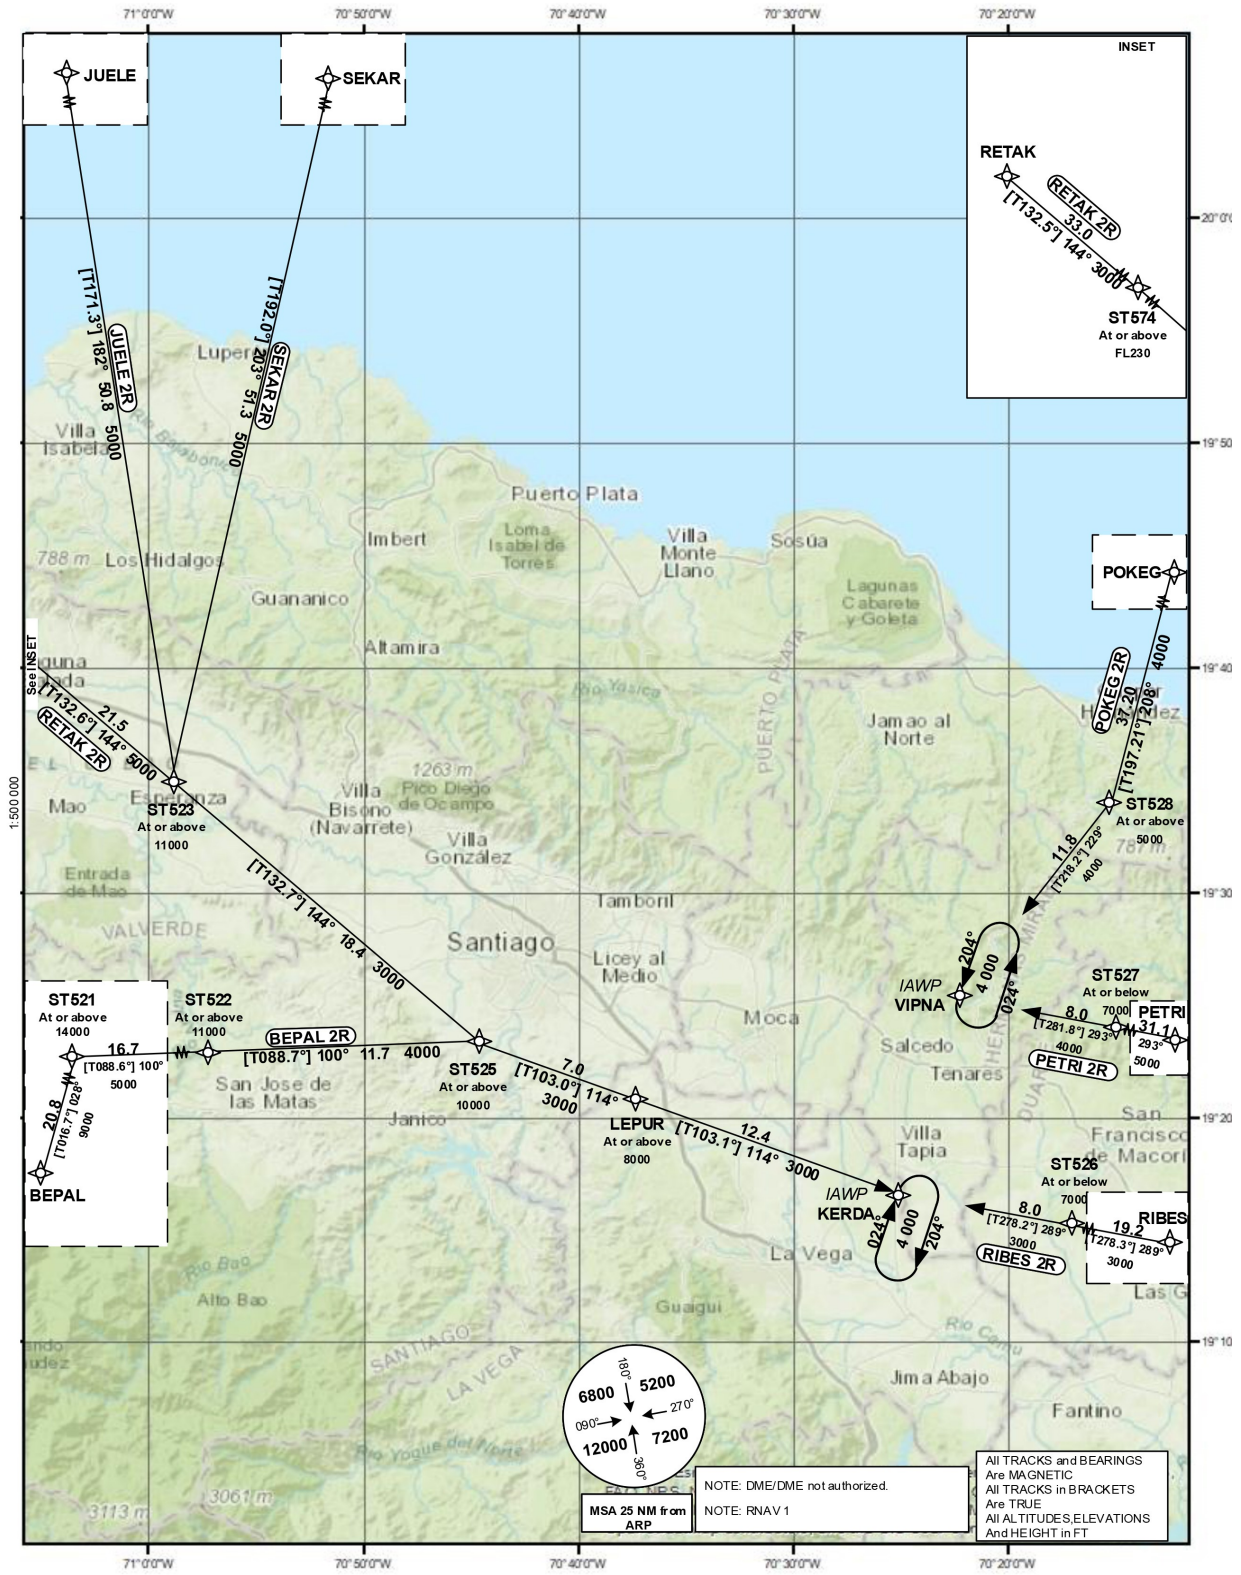 71°0'0"W
70°50'0"W
70°40'0"W
70°30'0"W
70°20'0"W
JUELE
SEKAR
INSET
RETAK
RETAK 2R
33.0
[T132.5°] 144° 3000
ST574
At or above
FL230
20°0'0
[T171.3°] 182° 50.8 5000
JUELE 2R
[T192.0°] 203° 51.3 5000
SEKAR 2R
Luper
Villa
Isabela
Río Bajabonico
19°50
Puerto Plata
Imbert
Loma
Isabel de
Torres
Villa
Monte
Llano
Sosúa
788 m
Los Hidalgos
Guananico
Lagunas
Cabarete
y Goleta
POKEG
Altamira
Río Yasica
PUERTO PLATA
4000
POKEG 2R
37.20
[T197.21°] 208°
See INSET
19°40
21.5
[T132.6°] 144° 5000
RETAK 2R
Jamao al
Norte
1263 m
Pico Diego
de Ocampo
Mao
Esperanza
ST523
At or above
11000
Villa
Bisonó
(Navarrete)
Villa
González
1:500 000
ST528
At or above
5000
787 m
11.8
[T218.2°] 229°
4000
Entrada
de Mao
[T132.7°] 144° 18.4 3000
Tamboril
19°30
VALVERDE
Santiago
Licey al
Medio
204°
4 000
024°
IAWP
VIPNA
ST521
At or above
14000
ST522
At or above
11000
ST527
At or below
7000
PETRI
8.0
[T281.8°] 293°
4000
31.1
293°
5000
PETRI 2R
Moca
Salcedo
Tenares
16.7
[T088.6°] 100°
5000
BEPAL 2R
[T088.7°] 100° 11.7 4000
20.8
[T016.7°] 028°
9000
BEPAL
San Jose de
las Matas
ST525
At or above
10000
7.0
[T103.0°] 114°
3000
Janico
LEPUR
At or above
8000
12.4
[T103.1°] 114° 3000
19°20
Villa
Tapia
San
Francisco
de Macorí
ST526
At or below
7000
IAWP
KERDA
024°
4 000
204°
8.0
[T278.2°] 289°
3000
RIBES 2R
RIBES
19.2
[T278.3°] 289°
3000
La Vega
Las G
Río Bao
Alto Bao
Guaigui
Río Camú
19°10
SANTIAGO
LA VEGA
Jima Abajo
Fantino
180°
6800
5200
090°
270°
12000
7200
360°
Río Yaque del Norte
3061 m
3113 m
MSA 25 NM from
ARP
NOTE: DME/DME not authorized.
NOTE: RNAV 1
All TRACKS and BEARINGS
Are MAGNETIC
All TRACKS in BRACKETS
Are TRUE
All ALTITUDES,ELEVATIONS
And HEIGHT in FT
71°0'0"W
70°50'0"W
70°40'0"W
70°30'0"W
70°20'0"W